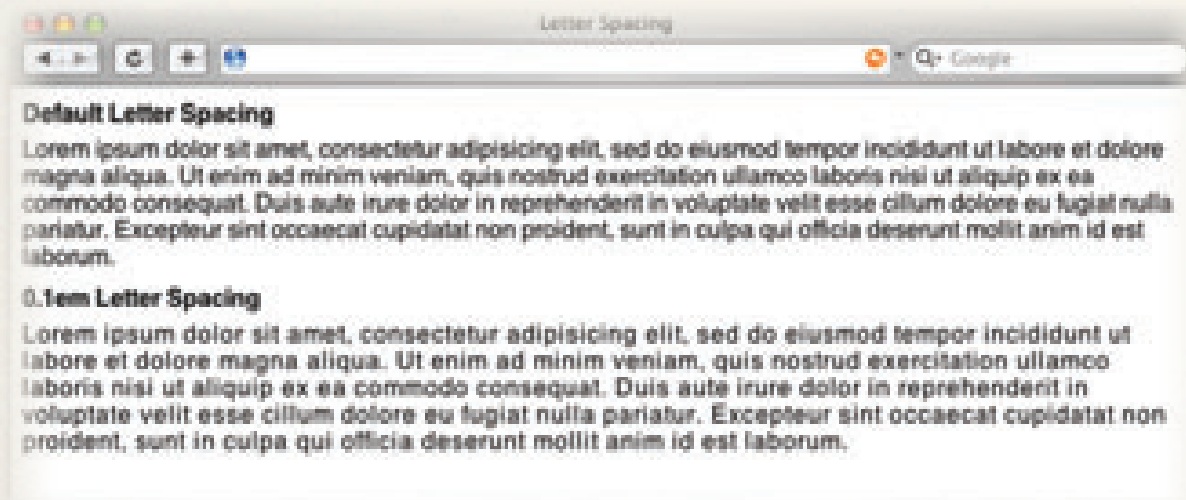 Letter Spacing
Google
Default Letter Spacing
Lorem ipsum dolor sit amet, consectetur adipisicing elit, sed do eiusmod tempor incididunt ut labore et dolore
magna aliqua. Ut enim ad minim veniam, quis nostrud exercitation ullamco laboris nisi ut aliquip ex ea
commodo consequat. Duis aute irure dolor in reprehenderit in voluptate velit esse cillum dolore eu fugiat nulla
pariatur. Excepteur sint occaecat cupidatat non proident, sunt in culpa qui officia deserunt mollit anim id est
laborum.
0.1em Letter Spacing
Lorem ipsum dolor sit amet, consectetur adipisicing elit, sed do eiusmod tempor incididunt ut
labore et dolore magna aliqua. Ut enim ad minim veniam, quis nostrud exercitation ullamco
laboris nisi ut aliquip ex ea commodo consequat. Duis aute irure dolor in reprehenderit in
voluptate velit esse cillum dolore eu fugiat nulla pariatur. Excepteur sint occaecat cupidatat non
proident, sunt in culpa qui officia deserunt mollit anim id est laborum.